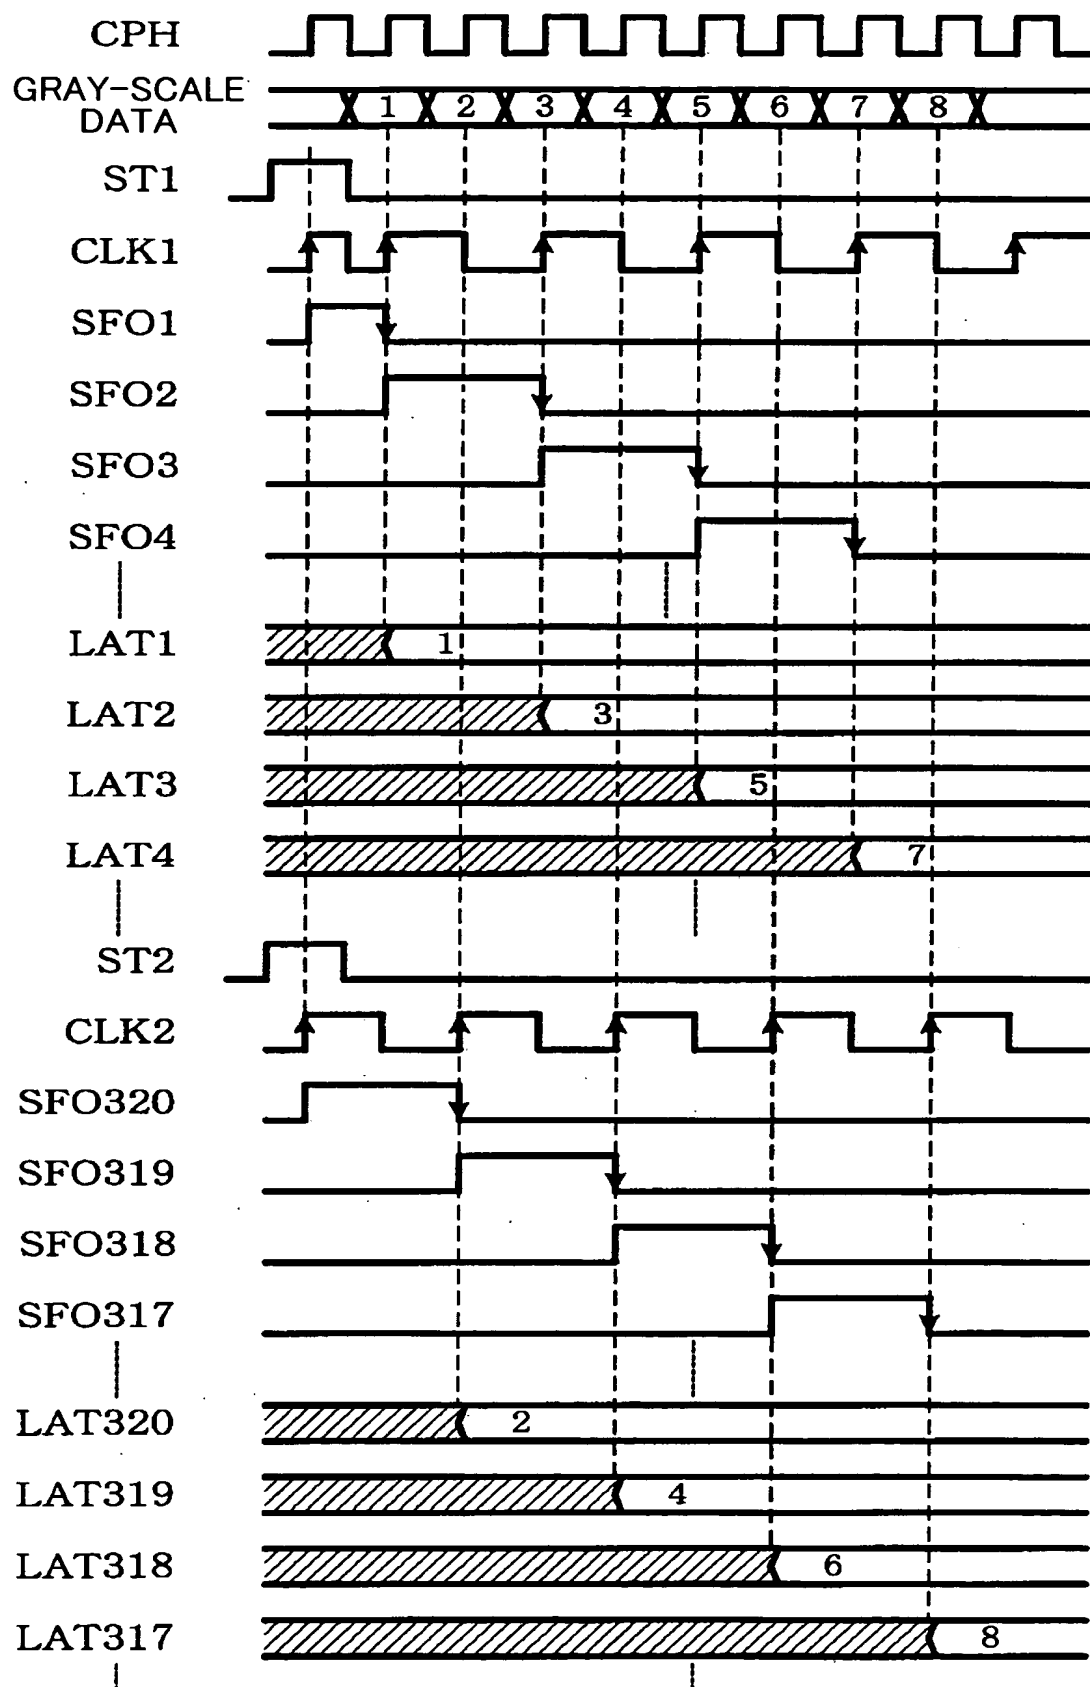 CPH
GRAY-SCALE
DATA
1 2 3 4 5 6 7 8
ST1
CLK1
SFO1
SFO2
SFO3
SFO4
LAT1 1
LAT2 3
LAT3 5
LAT4 7
ST2
CLK2
SFO320
SFO319
SFO318
SFO317
LAT320 2
LAT319 4
LAT318 6
LAT317 8